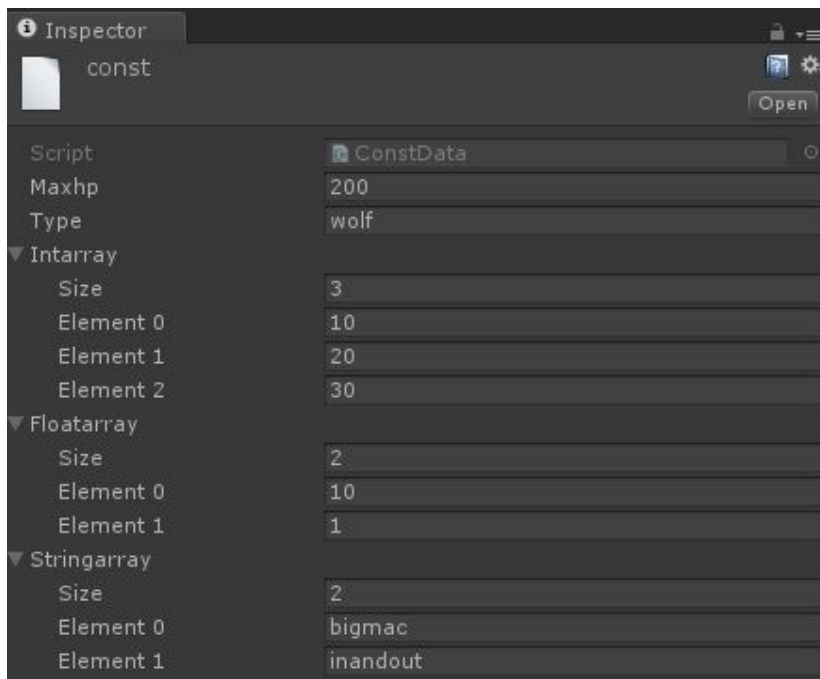 Inspector
const
Open
Script ConstData
Maxhp 200
Type wolf
Intarray
Size 3
Element 0 10
Element 1 20
Element 2 30
Floatarray
Size 2
Element 0 10
Element 1 1
Stringarray
Size 2
Element 0 bigmac
Element 1 inandout